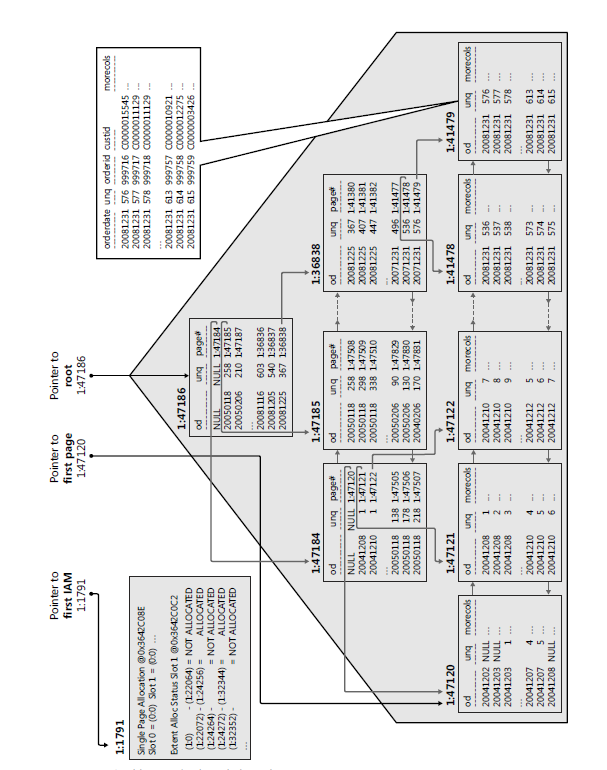 Pointer to
first IAM
1:1791
Pointer to
first page
1:47120
Pointer to
root
1:47186
1:1791
Single Page Allocation @0x3642C08E
Slot 0 = (0:0) Slot 1 = (0:0) ...
Extent Alloc Status Slot 1 @0x3642C0C2
(1:0) - (1:22064) = NOT ALLOCATED
(1:22072) - (1:24256) = ALLOCATED
(1:24264) - = NOT ALLOCATED
(1:24272) - (1:32344) = ALLOCATED
(1:32352) - = NOT ALLOCATED
...
orderdate unq orderid custid morecols
20081231 576 999716 C0000015545 ...
20081231 577 999717 C0000011129 ...
20081231 578 999718 C0000011129 ...
...
20081231 613 999757 C0000010921 ...
20081231 614 999758 C0000012275 ...
20081231 615 999759 C0000003426 ...
1:47186
od unq page#
NULL NULL 1:47184
20050118 258 1:47185
20050206 210 1:47187
...
20081116 603 1:36836
20081205 540 1:36837
20081225 367 1:36838
1:47184
od unq page#
NULL NULL 1:47120
20041208 1 1:47121
20041210 1 1:47122
...
20050118 138 1:47505
20050118 178 1:47506
20050118 218 1:47507
1:47185
od unq page#
20050118 258 1:47508
20050118 298 1:47509
20050118 338 1:47510
...
20050206 90 1:47829
20050206 130 1:47830
20040206 170 1:47831
1:36838
od unq page#
20081225 367 1:41380
20081225 407 1:41381
20081225 447 1:41382
...
20071231 496 1:41477
20071231 536 1:41478
20071231 576 1:41479
1:47120
od unq morecols
20041202 NULL ...
20041203 NULL ...
20041203 1 ...
...
20041207 4 ...
20041207 5 ...
20041208 NULL ...
1:47121
od unq morecols
20041208 1 ...
20041208 2 ...
20041208 3 ...
...
20041210 4 ...
20041210 5 ...
20041210 6 ...
1:47122
od unq morecols
20041210 7 ...
20041210 8 ...
20041210 9 ...
...
20041212 5 ...
20041212 6 ...
20041212 7 ...
1:41478
od unq morecols
20081231 536 ...
20081231 537 ...
20081231 538 ...
...
20081231 573 ...
20081231 574 ...
20081231 575 ...
1:41479
od unq morecols
20081231 576 ...
20081231 577 ...
20081231 578 ...
...
20081231 613 ...
20081231 614 ...
20081231 615 ...